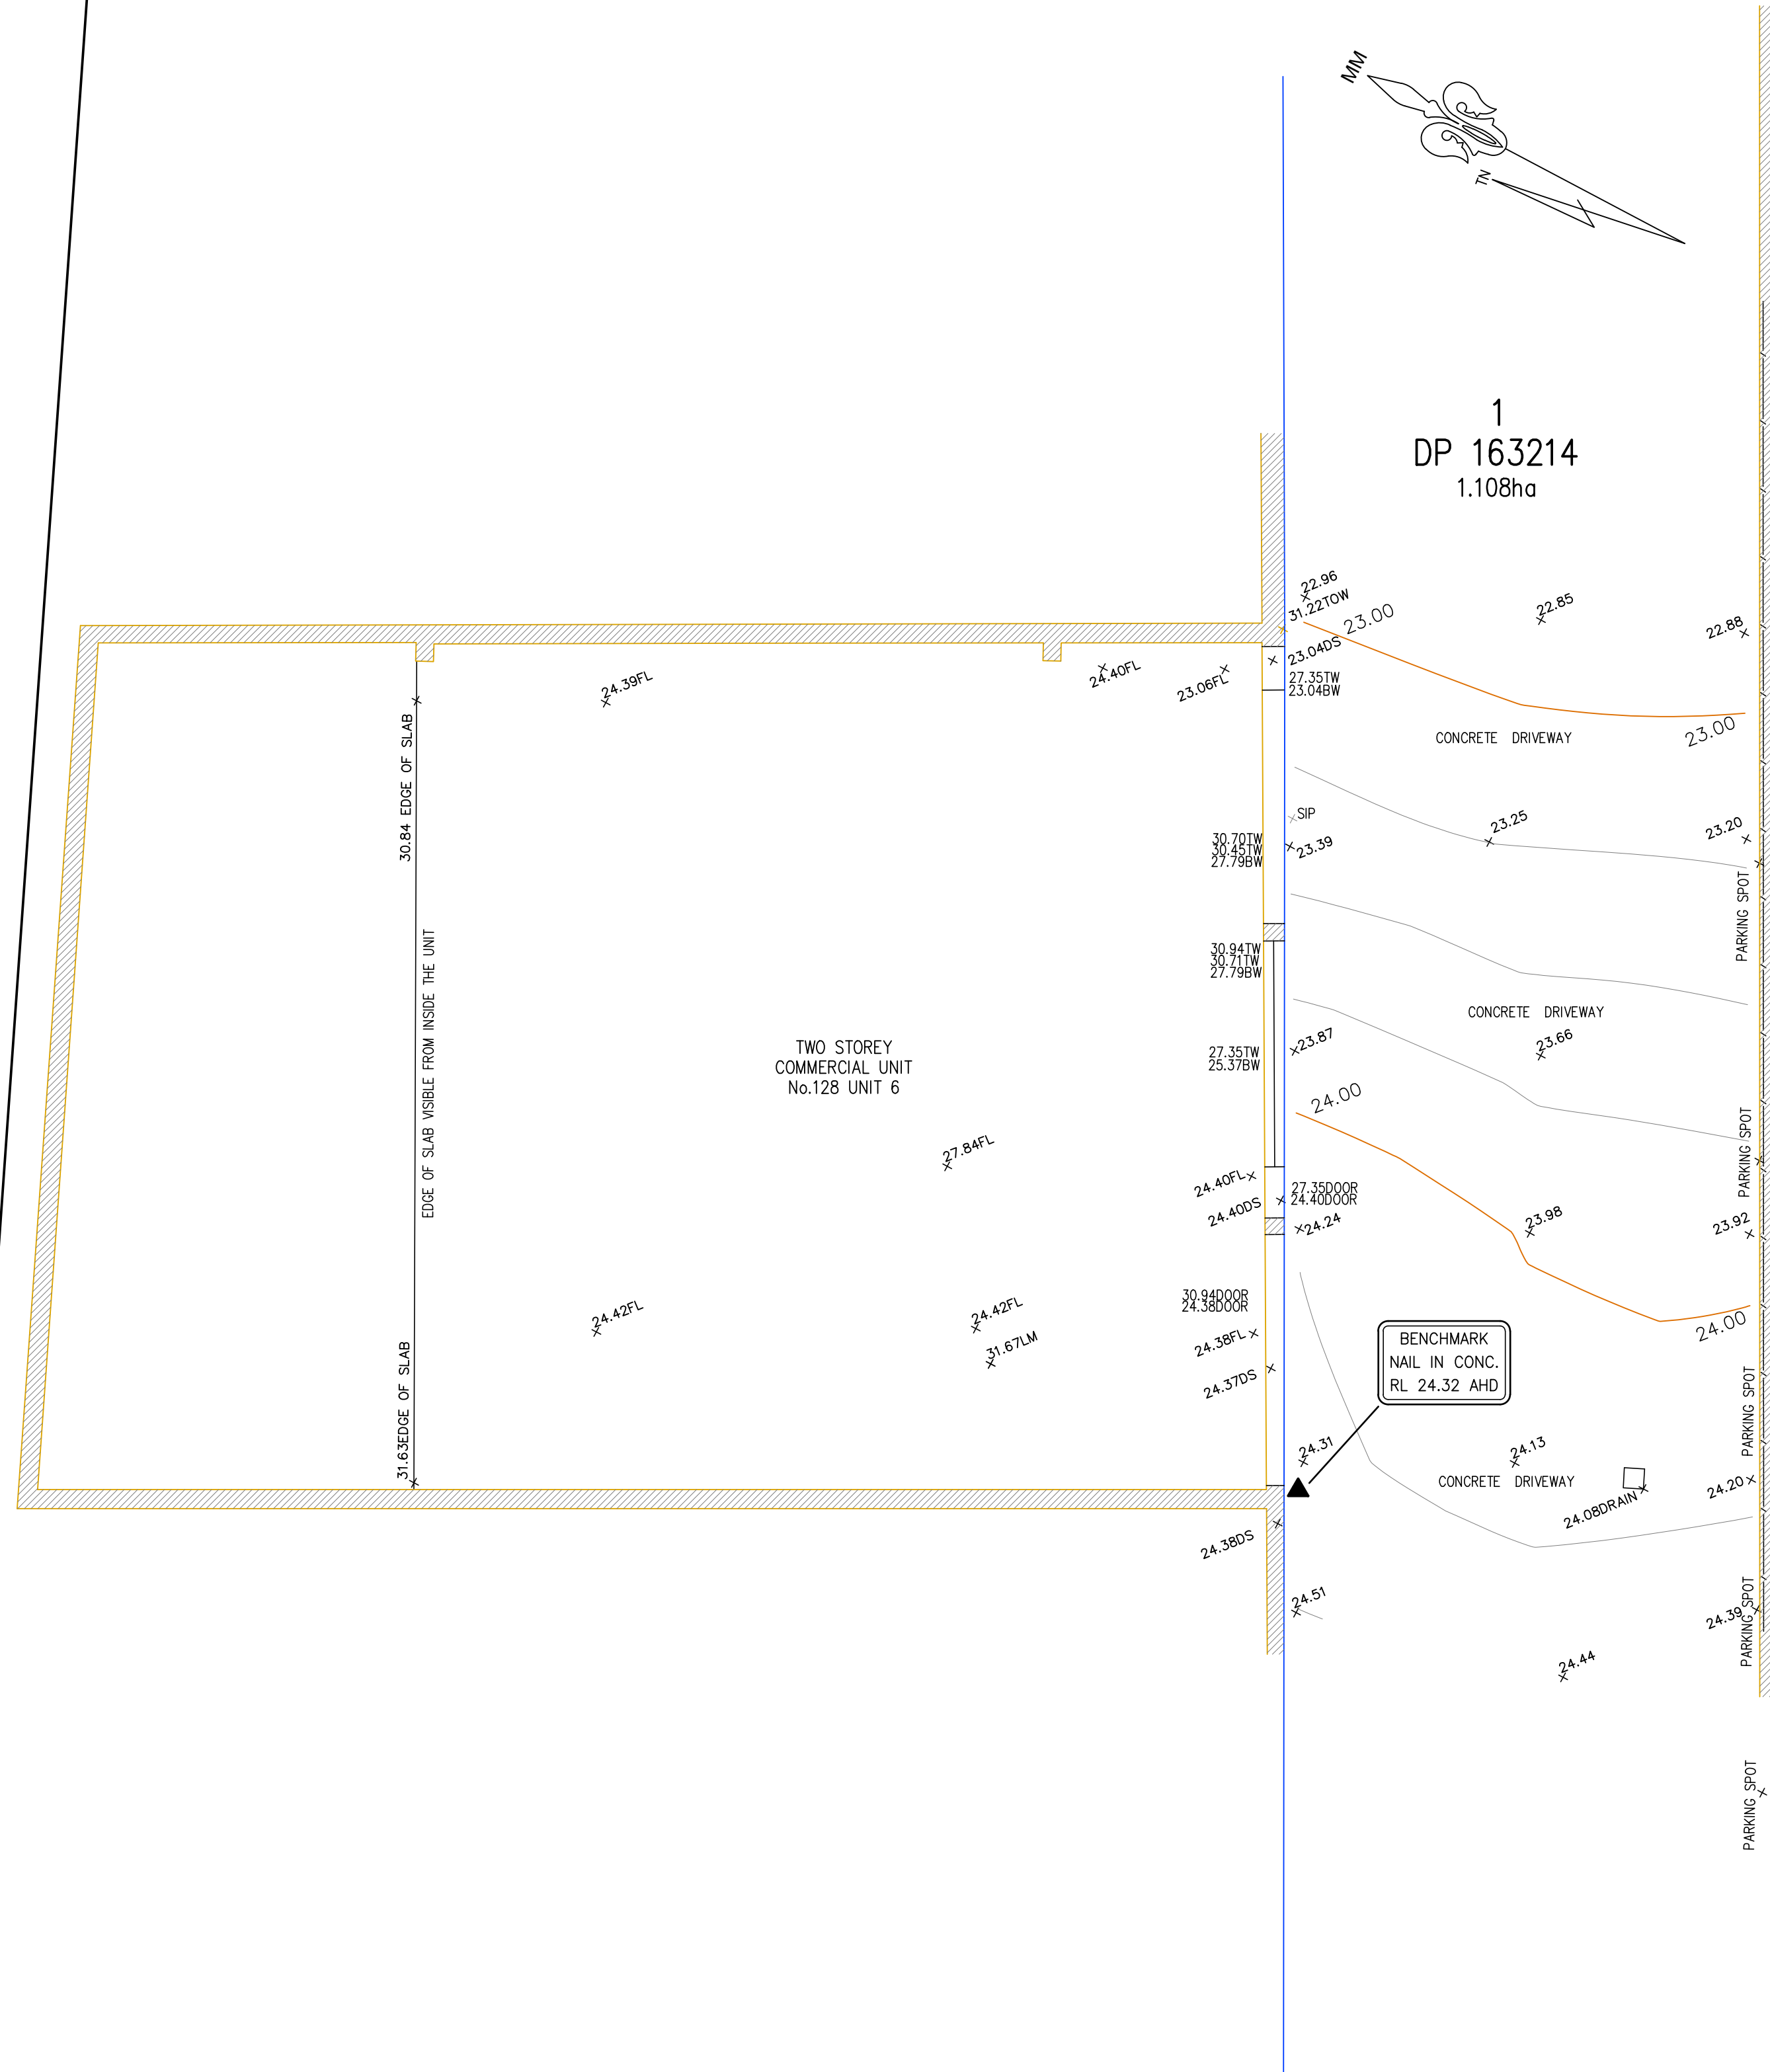 MM
TN
1
DP 163214
1.108ha
22.96
31.22TOW
23.00
22.85
22.88
23.04DS
27.35TW
23.04BW
24.39FL
24.40FL
23.06FL
23.00
CONCRETE DRIVEWAY
30.84 EDGE OF SLAB
SIP
23.39
23.25
23.20
30.70TW
30.45TW
27.79BW
PARKING SPOT
30.94TW
30.71TW
27.79BW
EDGE OF SLAB VISIBLE FROM INSIDE THE UNIT
CONCRETE DRIVEWAY
TWO STOREY
COMMERCIAL UNIT
No.128 UNIT 6
27.35TW
25.37BW
23.87
23.66
24.00
PARKING SPOT
27.84FL
24.40FL
24.40DS
27.35DOOR
24.40DOOR
24.24
23.98
23.92
30.94DOOR
24.38DOOR
24.42FL
24.42FL
31.67LM
24.38FL
24.37DS
24.00
BENCHMARK
NAIL IN CONC.
RL 24.32 AHD
31.63EDGE OF SLAB
PARKING SPOT
24.31
24.13
CONCRETE DRIVEWAY
24.08DRAIN
24.20
24.38DS
24.51
24.39
PARKING SPOT
24.44
PARKING SPOT